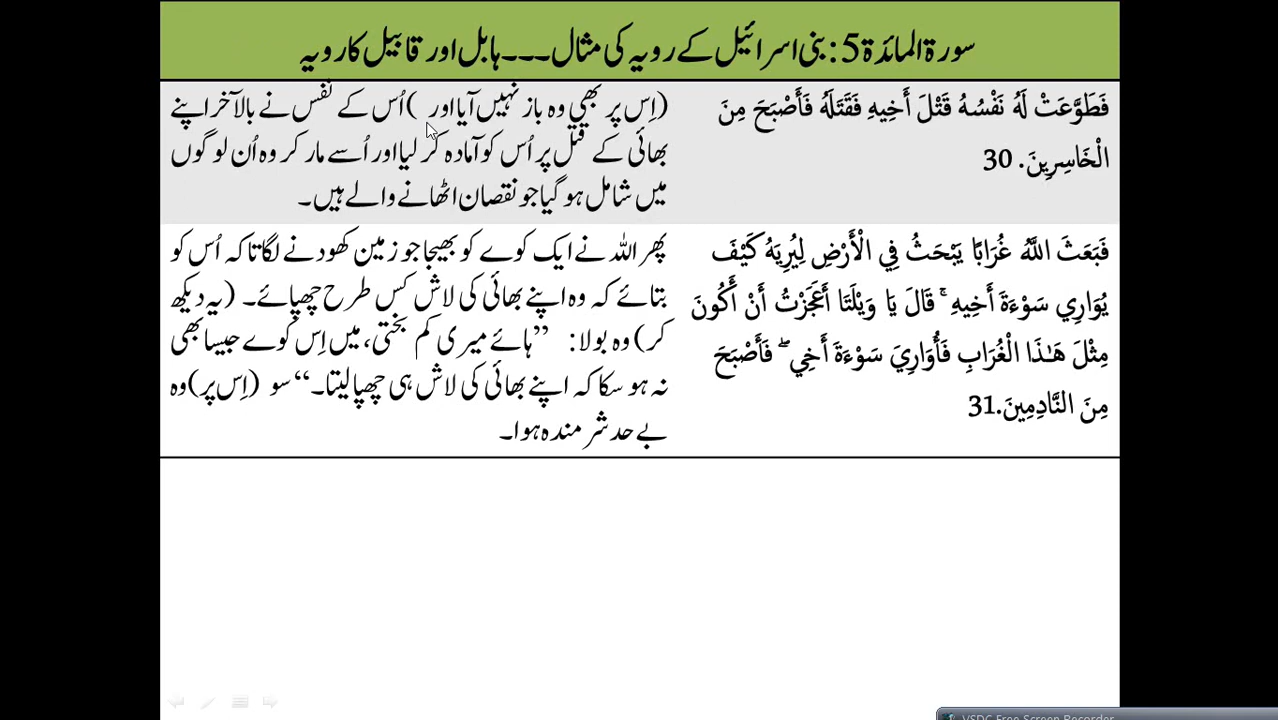 سورۃ المائدۃ 5: بنی اسرائیل کے رویہ کی مثال۔۔۔ہابل اور قابیل کا رویہ
فَطَوَّعَتْ لَهُ نَفْسُهُ قَتْلَ أَخِيهِ فَقَتَلَهُ فَأَصْبَحَ مِنَ
الْخَاسِرِينَ. 30
(اِس پر بھی وہ باز نہیں آیا اور ) اُس کے نفس نے بالآخر اپنے
بھائی کے قتل پر اُس کو آمادہ کر لیا اور اُسے مار کر وہ اُن لوگوں
میں شامل ہو گیا جو نقصان اٹھانے والے ہیں۔
فَبَعَثَ اللَّهُ غُرَابًا يَبْحَثُ فِي الْأَرْضِ لِيُرِيَهُ كَيْفَ
يُوَارِي سَوْءَةَ أَخِيهِ ۚ قَالَ يَا وَيْلَتَا أَعَجَزْتُ أَنْ أَكُونَ
مِثْلَ هَٰذَا الْغُرَابِ فَأُوَارِيَ سَوْءَةَ أَخِي ۖ فَأَصْبَحَ
مِنَ النَّادِمِينَ.31
پھر اللہ نے ایک کوے کو بھیجا جو زمین کھودنے لگا تاکہ اُس کو
بتائے کہ وہ اپنے بھائی کی لاش کس طرح چھپائے۔ (یہ دیکھ
کر) وہ بولا: ”ہائے میری کم بختی، میں اِس کوے جیسا بھی
نہ ہو سکا کہ اپنے بھائی کی لاش ہی چھپا لیتا۔“ سو (اِس پر) وہ
بے حد شرمندہ ہوا۔
VSDC Free Screen Recorder